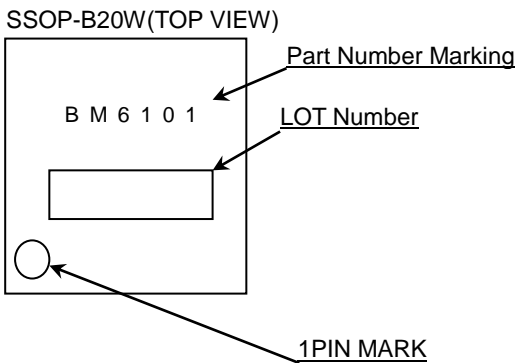 SSOP-B20W(TOP VIEW)
Part Number Marking
B M 6 1 0 1
LOT Number
1PIN MARK